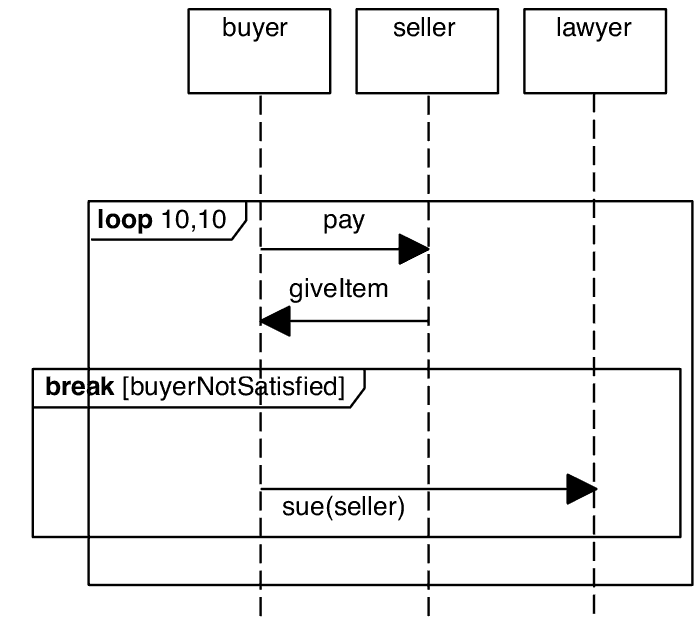 buyer
seller
lawyer
loop 10,10
pay
giveItem
break [buyerNotSatisfied]
sue(seller)